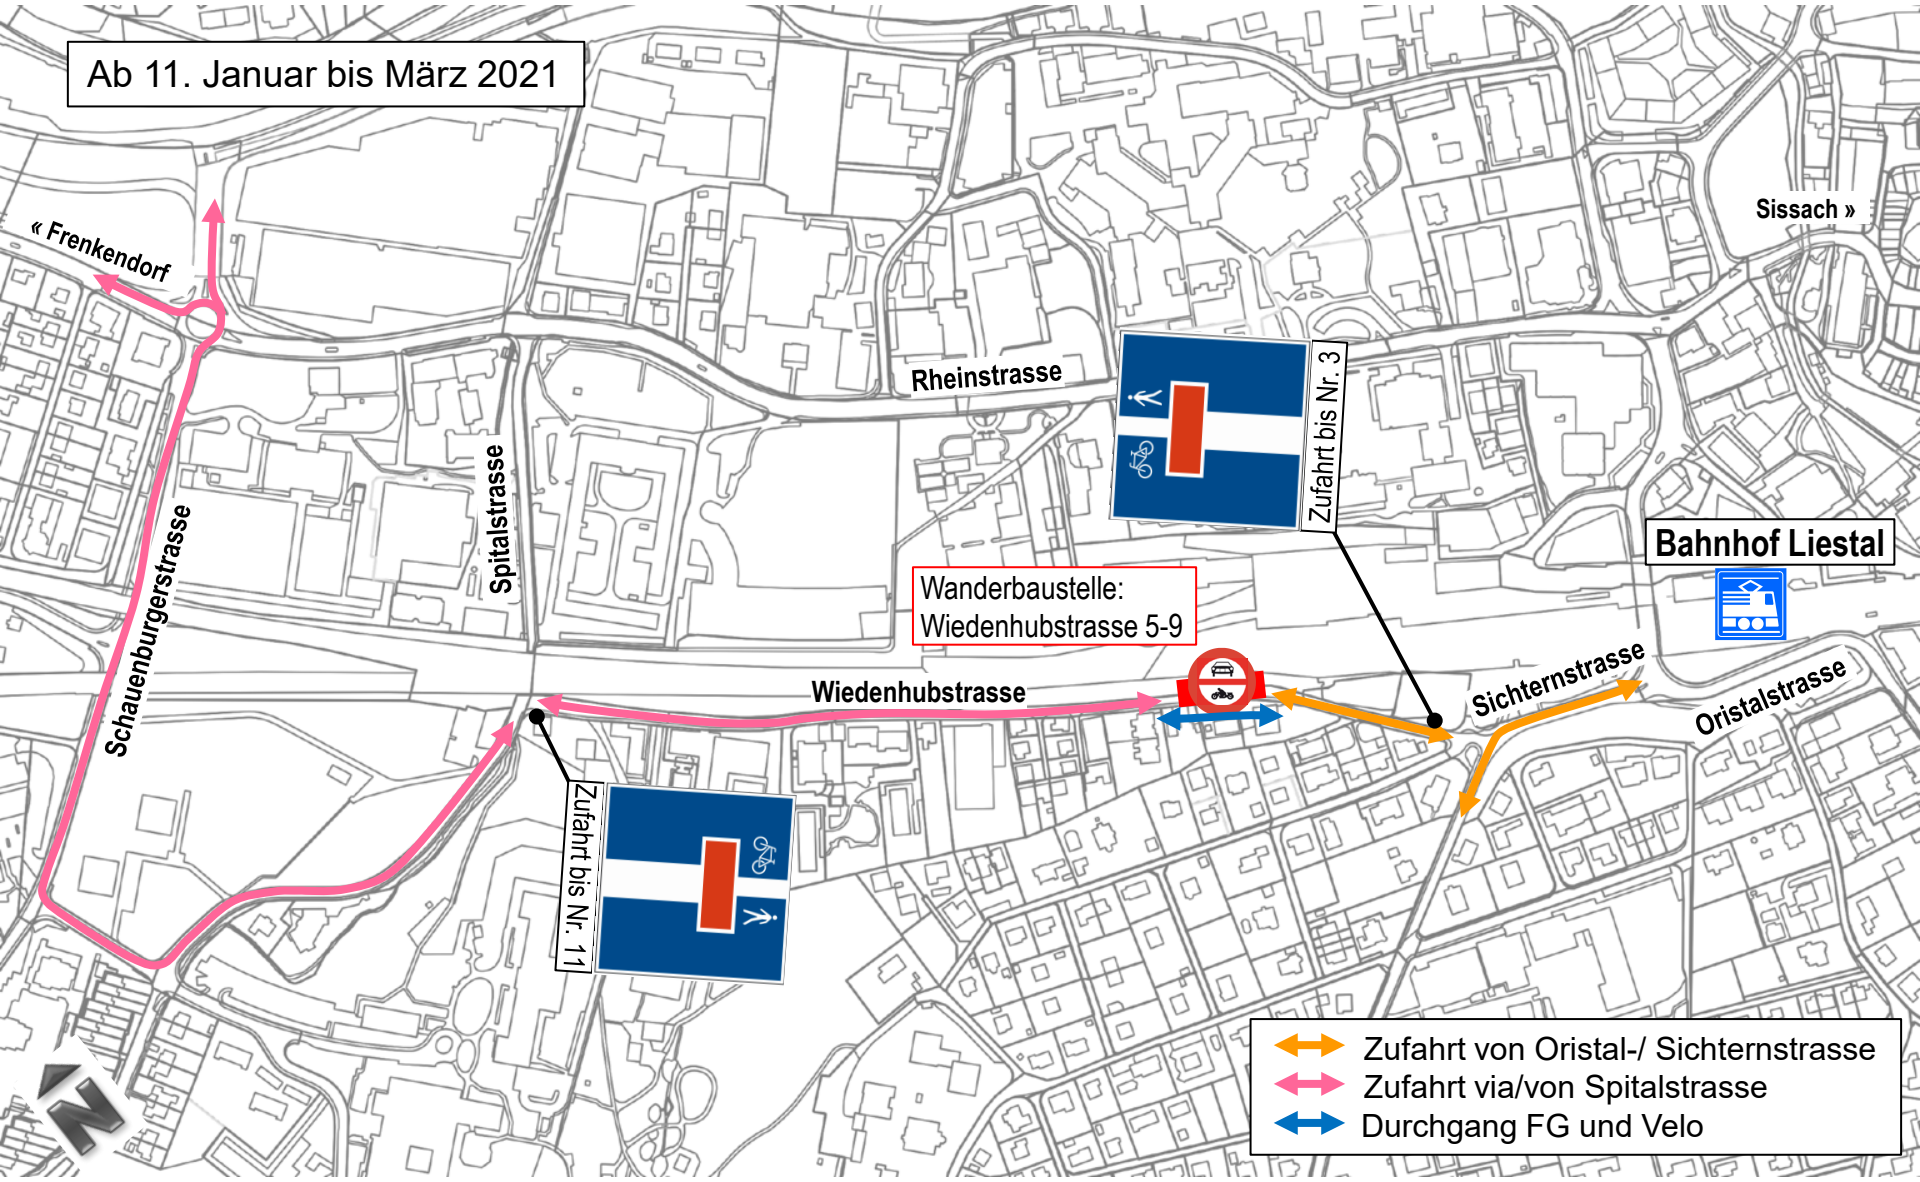 Ab 11. Januar bis März 2021
« Frenkendorf
Sissach »
Rheinstrasse
Zufahrt bis Nr. 3
Spitalstrasse
Schauenburgerstrasse
Bahnhof Liestal
Wanderbaustelle:
Wiedenhubstrasse 5-9
Wiedenhubstrasse
Sichternstrasse
Oristalstrasse
Zufahrt bis Nr. 11
Zufahrt von Oristal-/ Sichternstrasse
Zufahrt via/von Spitalstrasse
Durchgang FG und Velo
N